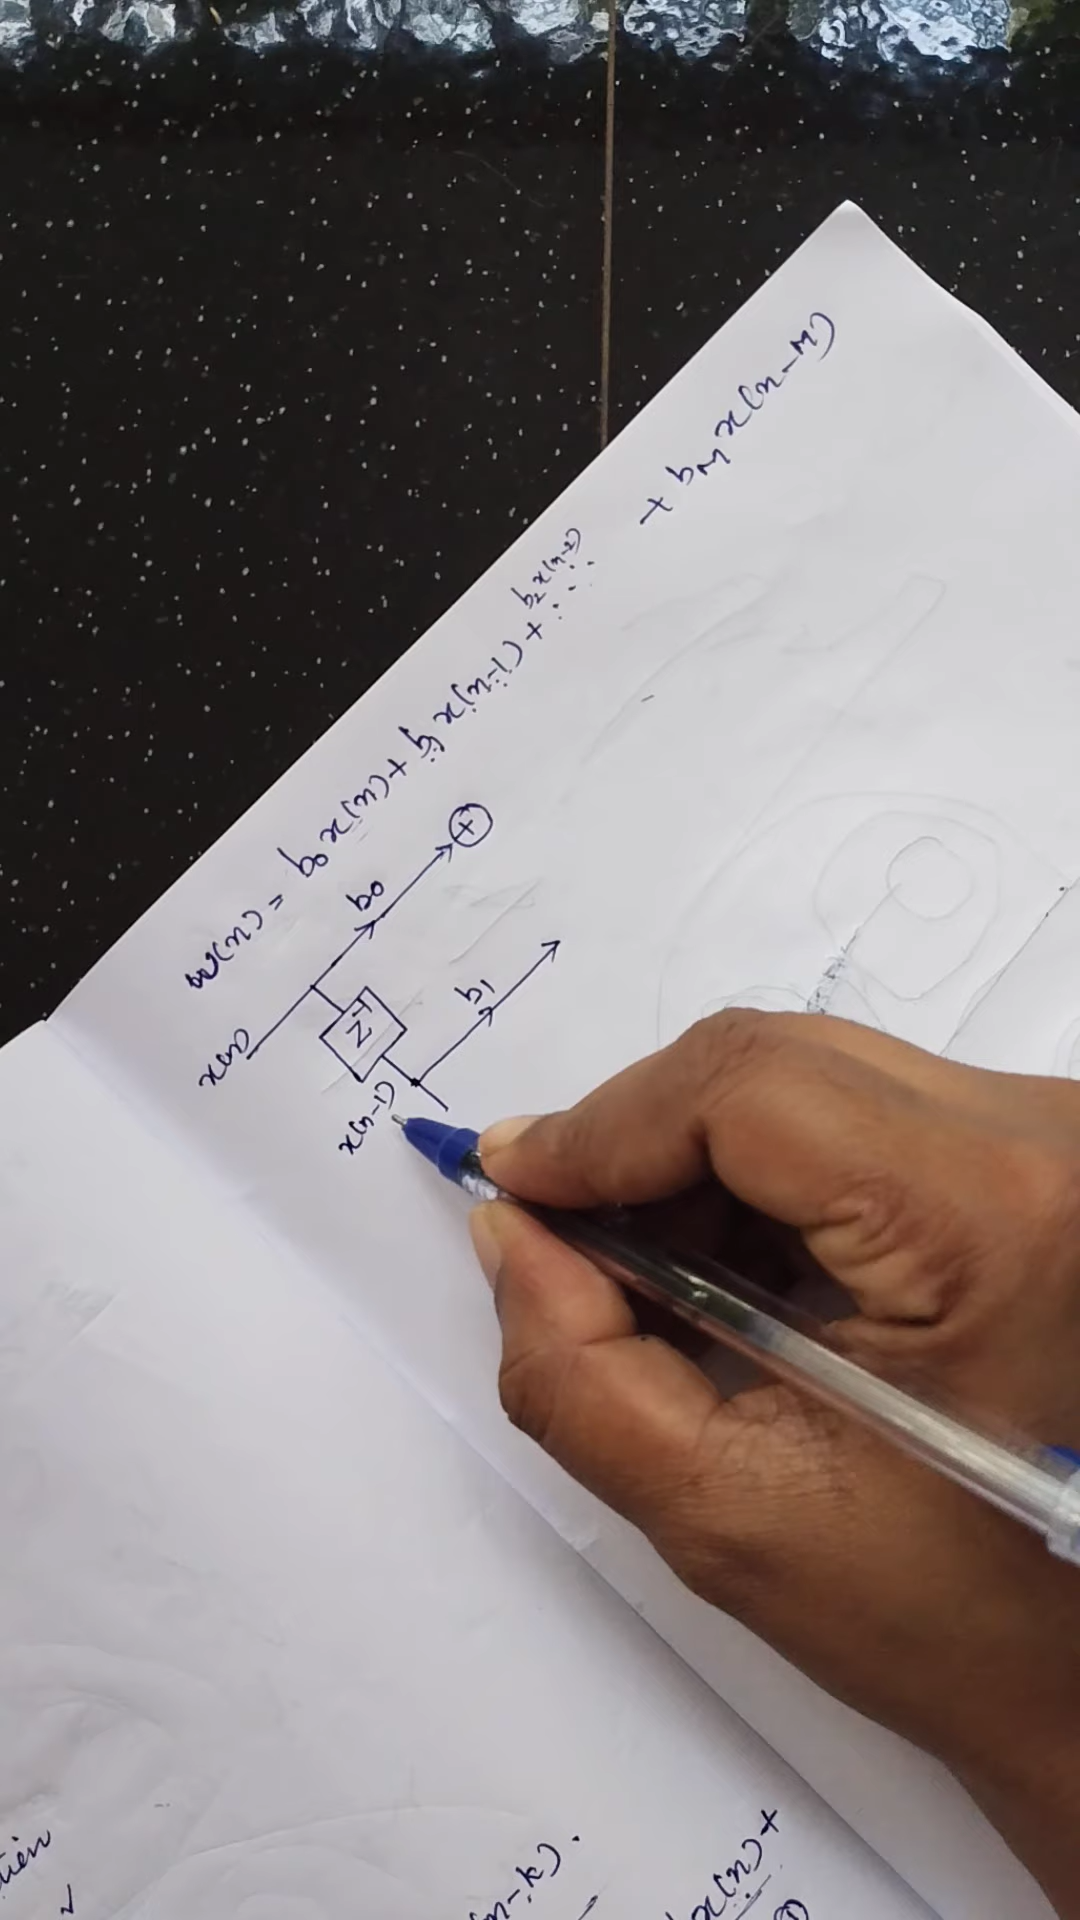 w(n) = b0 x(n) + b1 x(n-1) + b2 x(n-2) .... + bM x(n-M)
x(n) b0 +
Z-1 b1
x(n-1)
n-k).
x(n) +